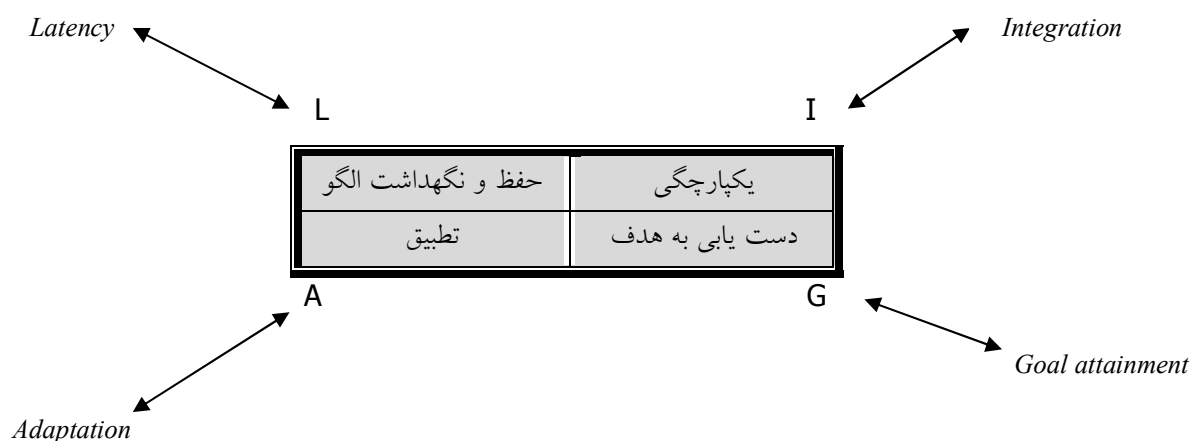 Latency
Integration
L
I
حفظ و نگهداشت الگو
یکپارچگی
تطبیق
دست یابی به هدف
A
G
Goal attainment
Adaptation